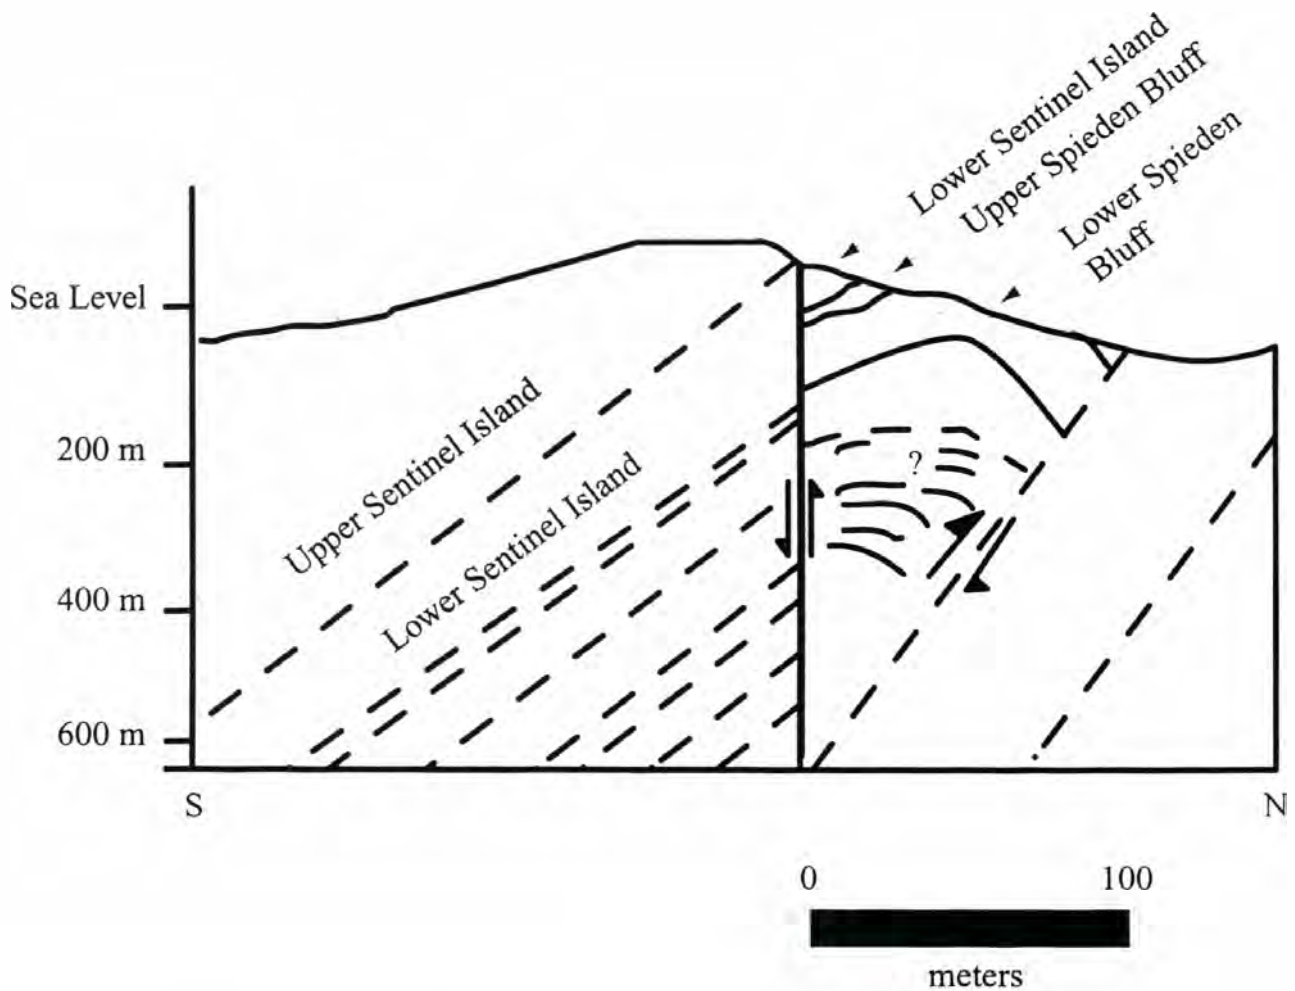 Lower Sentinel Island
Upper Spieden Bluff
Lower Spieden
Bluff
Sea Level
200 m
400 m
600 m
Upper Sentinel Island
Lower Sentinel Island
?
S
N
0
100
meters